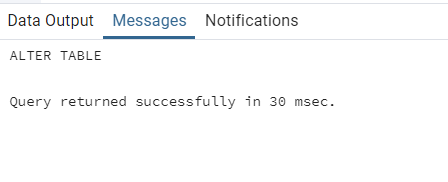 Data Output Messages Notifications
ALTER TABLE
Query returned successfully in 30 msec.